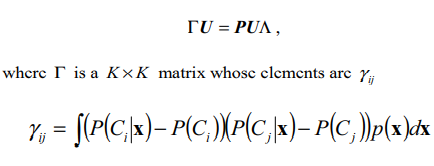 ΓU = PUΛ ,
where Γ is a K×K matrix whose elements are γij
γij = ∫(P(Ci|x)− P(Ci))(P(Cj|x)− P(Cj))p(x)dx